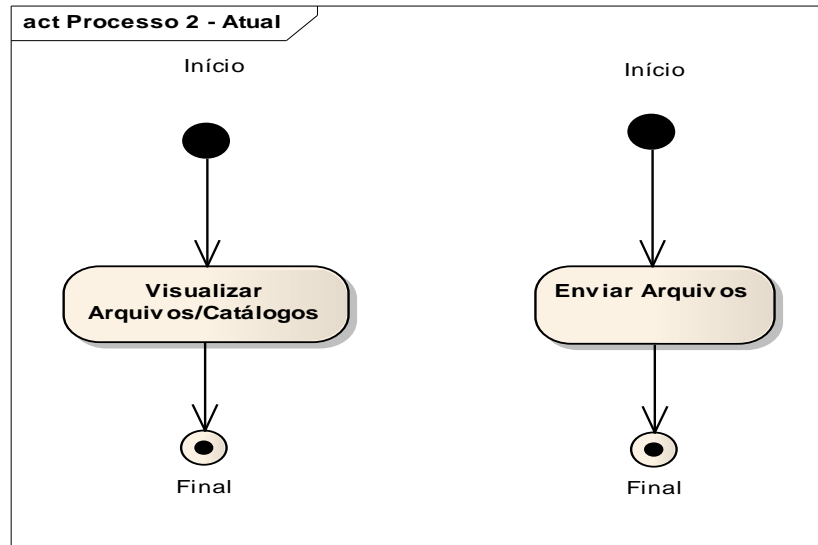 act Processo 2 - Atual
Início
Início
Visualizar
Arquivos/Catálogos
Enviar Arquivos
Final
Final